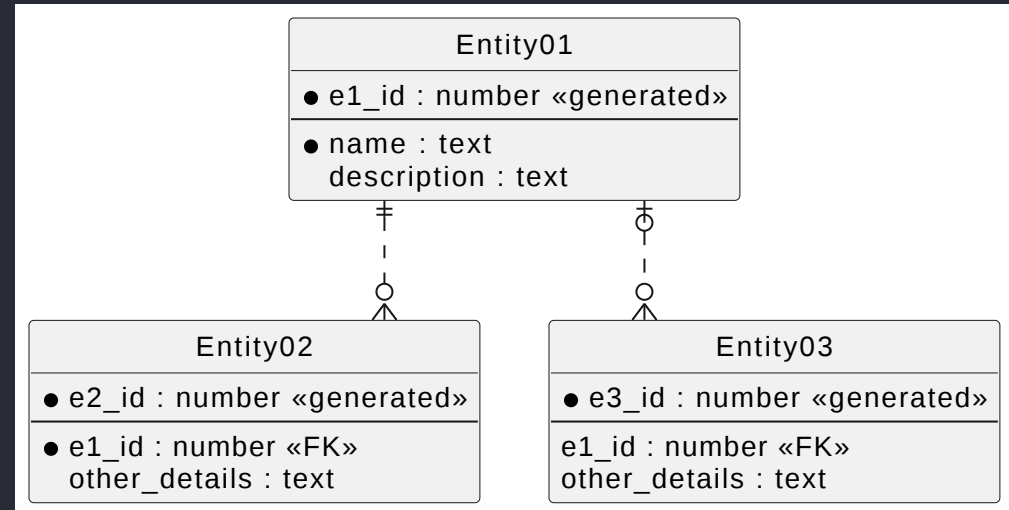 Entity01
e1_id : number «generated»
name : text
description : text
Entity02
e2_id : number «generated»
e1_id : number «FK»
other_details : text
Entity03
e3_id : number «generated»
e1_id : number «FK»
other_details : text